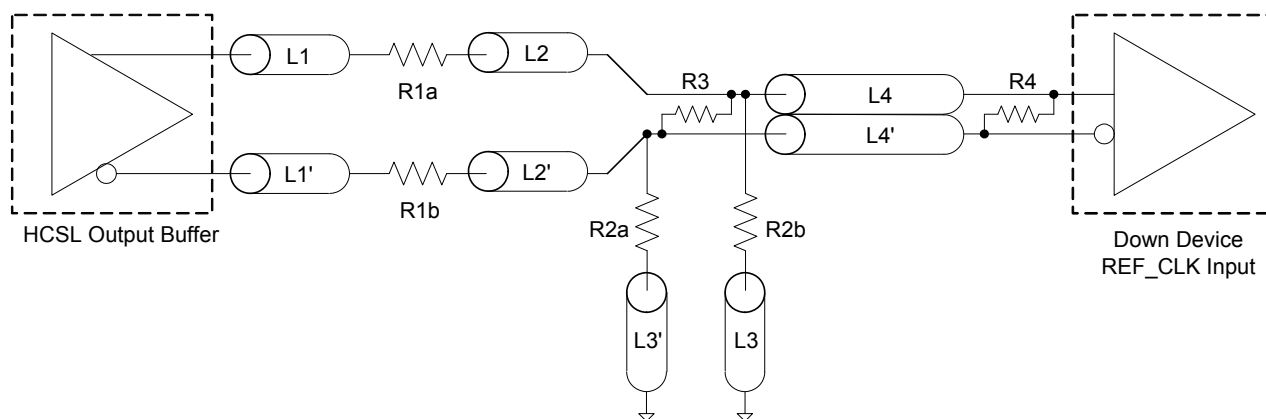 L1
R1a
L2
R3
L4
R4
L1'
R1b
L2'
L4'
HCSL Output Buffer
R2a
R2b
Down Device
REF_CLK Input
L3'
L3